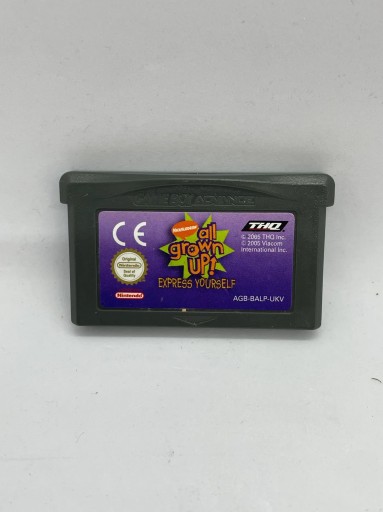 GAME BOY ADVANCE
CE
Original
Nintendo
Seal of
Quality
Nintendo
Nickelodeon
all
grown
UP!
EXPRESS YOURSELF
THQ
© 2005 THQ Inc.
© 2005 Viacom
International Inc.
AGB-BALP-UKV